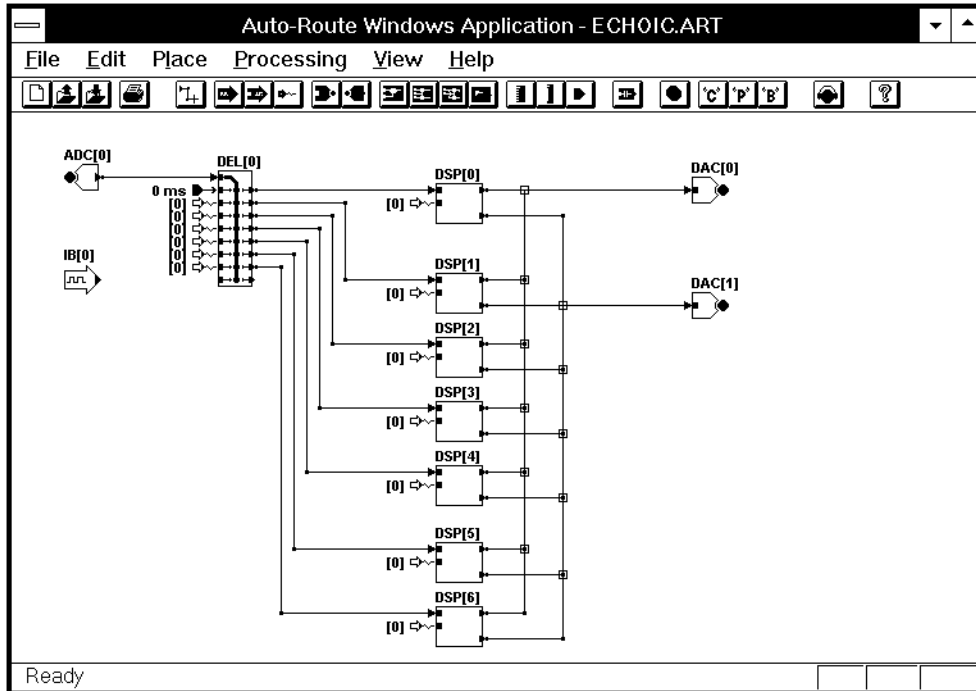 Auto-Route Windows Application - ECHOIC.ART
File Edit Place Processing View Help
'C' 'P' 'B' ?
ADC[0]
DEL[0]
DSP[0]
DAC[0]
0 ms
[0]
[0]
[0]
[0]
[0]
[0]
[0]
IB[0]
DSP[1]
DAC[1]
[0]
DSP[2]
[0]
DSP[3]
[0]
DSP[4]
[0]
DSP[5]
[0]
DSP[6]
[0]
Ready